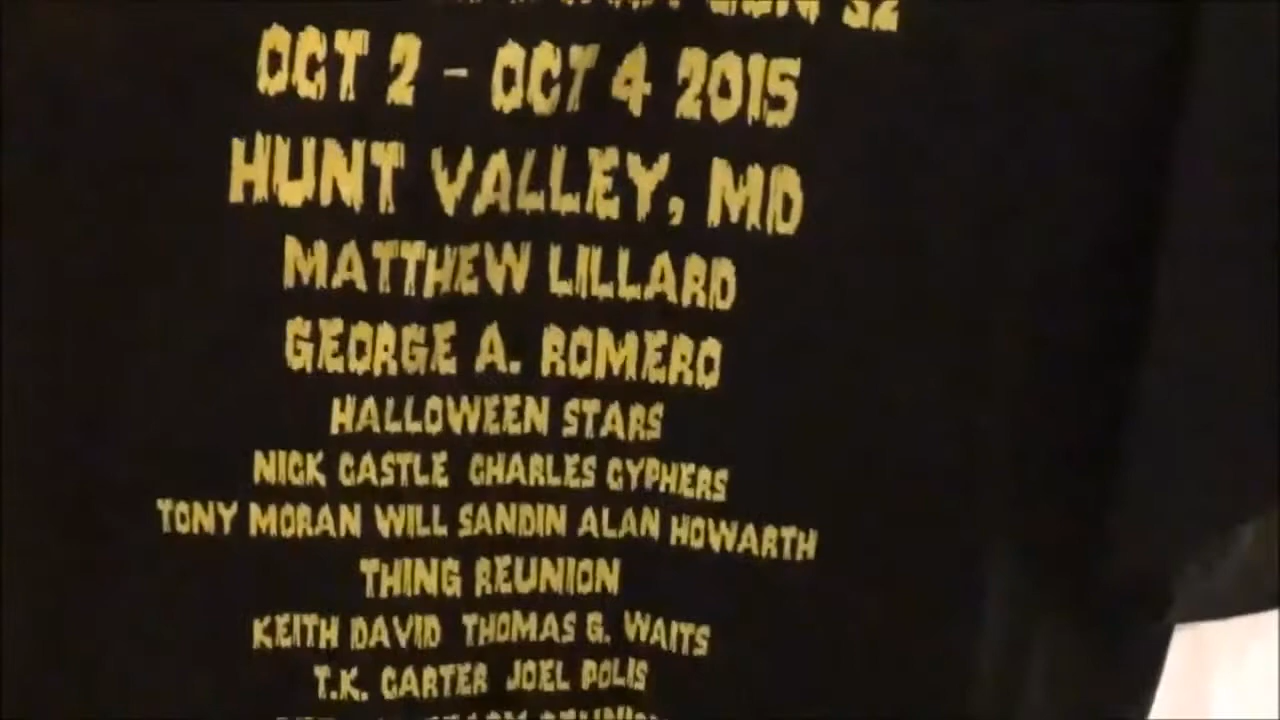 OCT 2 - OCT 4 2015
HUNT VALLEY, MD
MATTHEW LILLARD
GEORGE A. ROMERO
HALLOWEEN STARS
NICK CASTLE CHARLES CYPHERS
TONY MORAN WILL SANDIN ALAN HOWARTH
THING REUNION
KEITH DAVID THOMAS G. WAITS
T.K. CARTER JOEL POLIS
REUNION